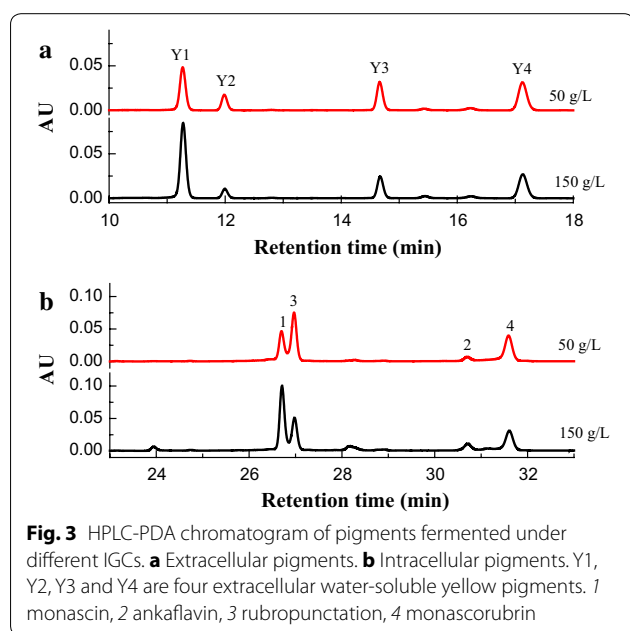 a
Y1
Y2
Y3
Y4
0.05
0.00
50 g/L
AU
0.05
0.00
150 g/L
10 12 14 16 18
Retention time (min)
b
0.10
0.05
0.00
1
3
2
4
50 g/L
AU
0.10
0.05
0.00
150 g/L
24 26 28 30 32
Retention time (min)
Fig. 3 HPLC-PDA chromatogram of pigments fermented under
different IGCs. a Extracellular pigments. b Intracellular pigments. Y1,
Y2, Y3 and Y4 are four extracellular water-soluble yellow pigments. 1
monascin, 2 ankaflavin, 3 rubropunctation, 4 monascorubrin